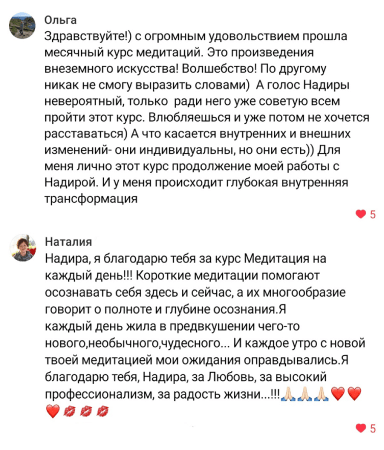 Ольга
Здравствуйте!) с огромным удовольствием прошла
месячный курс медитаций. Это произведения
внеземного искусства! Волшебство! По другому
никак не смогу выразить словами)  А голос Надиры
невероятный, только  ради него уже советую всем
пройти этот курс. Влюбляешься и уже потом не хочется
расставаться) А что касается внутренних и внешних
изменений- они индивидуальны, но они есть)) Для
меня лично этот курс продолжение моей работы с
Надирой. И у меня происходит глубокая внутренняя
трансформация
❤ 5
Наталия
Надира, я благодарю тебя за курс Медитация на
каждый день!!! Короткие медитации помогают
осознавать себя здесь и сейчас, а их многообразие
говорит о полноте и глубине осознания.Я
каждый день жила в предвкушении чего-то
нового,необычного,чудесного... И каждое утро с новой
твоей медитацией мои ожидания оправдывались.Я
благодарю тебя, Надира, за Любовь, за высокий
профессионализм, за радость жизни...!!!🙏🏻🙏🏻🙏🏻❤️❤️
❤️💋💋💋
❤ 5